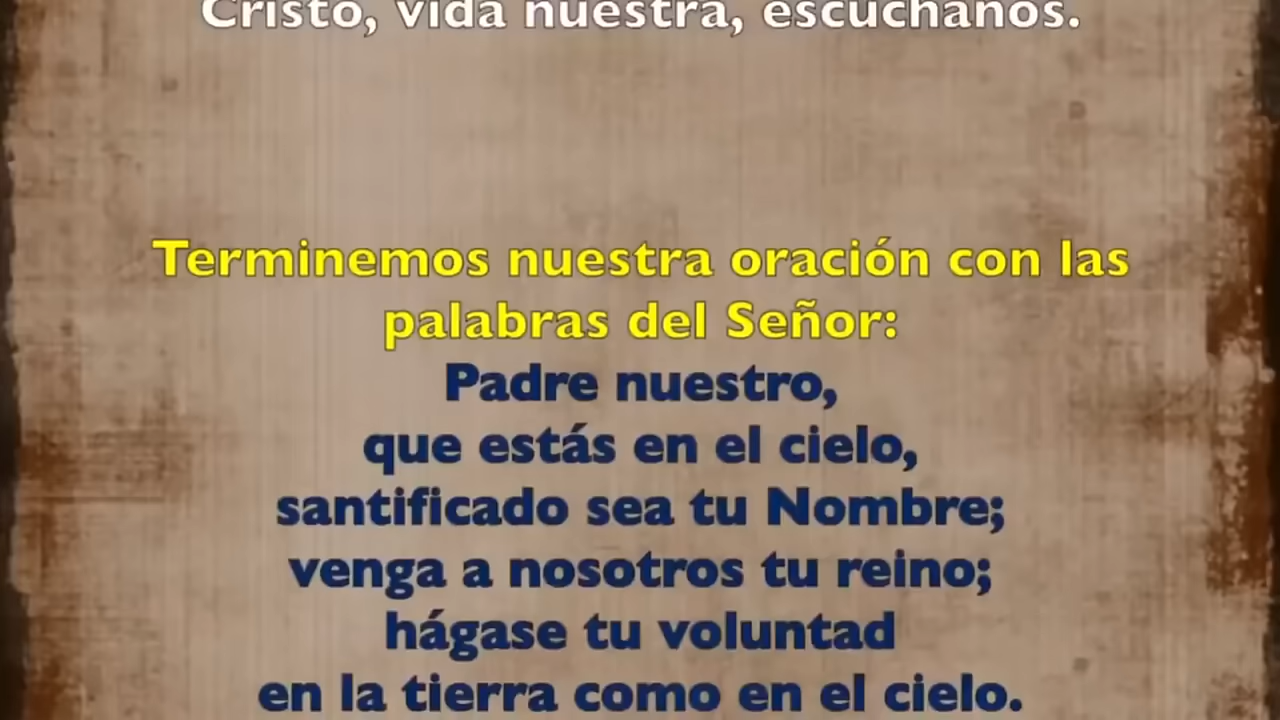 Cristo, vida nuestra, escúchanos.
Terminemos nuestra oración con las
palabras del Señor:
Padre nuestro,
que estás en el cielo,
santificado sea tu Nombre;
venga a nosotros tu reino;
hágase tu voluntad
en la tierra como en el cielo.